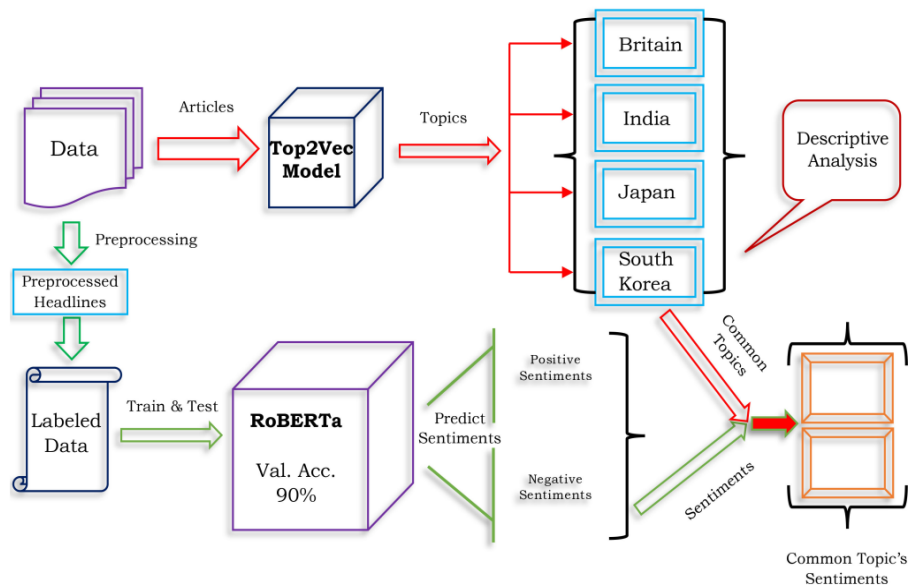 Data
Articles
Top2Vec
Model
Topics
Britain
India
Japan
South
Korea
Descriptive
Analysis
Preprocessing
Preprocessed
Headlines
Labeled
Data
Train & Test
RoBERTa
Val. Acc.
90%
Predict
Sentiments
Positive
Sentiments
Negative
Sentiments
Common
Topics
Sentiments
Common Topic's
Sentiments